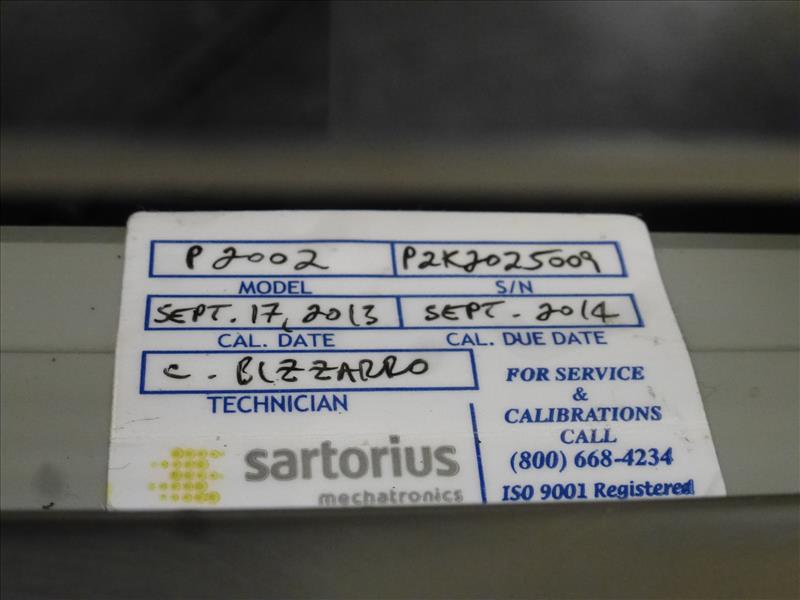 P2002 P2K2025009
MODEL S/N
SEPT. 17, 2013 SEPT. 2014
CAL. DATE CAL. DUE DATE
C. BIZZARRO
TECHNICIAN
FOR SERVICE
&
CALIBRATIONS
CALL
(800) 668-4234
ISO 9001 Registered
sartorius
mechatronics